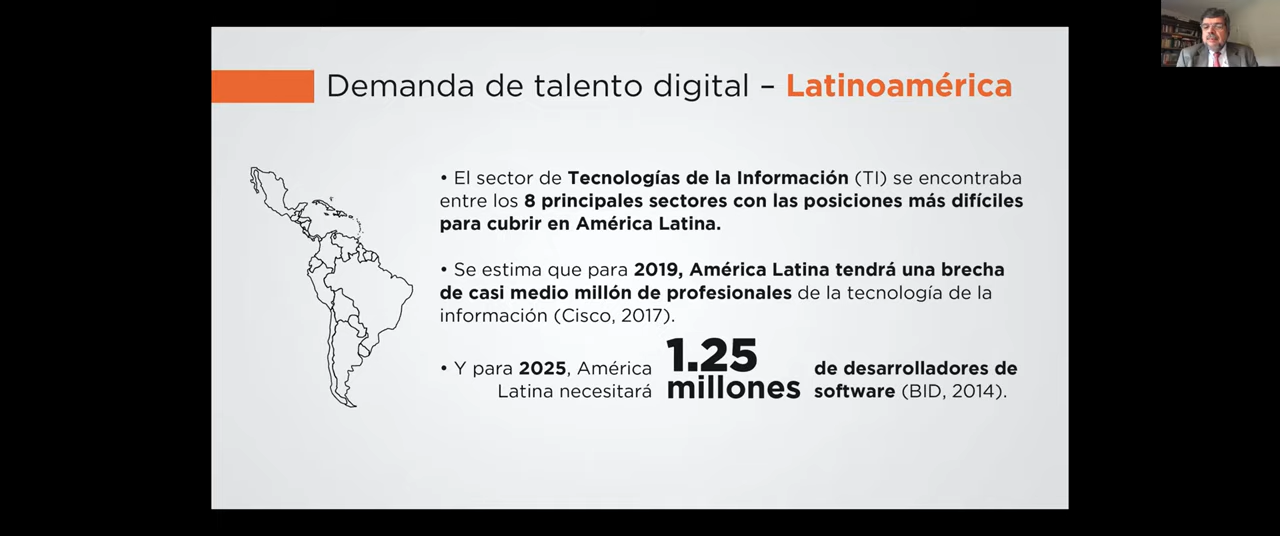 Demanda de talento digital – Latinoamérica
• El sector de Tecnologías de la Información (TI) se encontraba
entre los 8 principales sectores con las posiciones más difíciles
para cubrir en América Latina.
• Se estima que para 2019, América Latina tendrá una brecha
de casi medio millón de profesionales de la tecnología de la
información (Cisco, 2017).
• Y para 2025, América
Latina necesitará
1.25
millones
de desarrolladores de
software (BID, 2014).